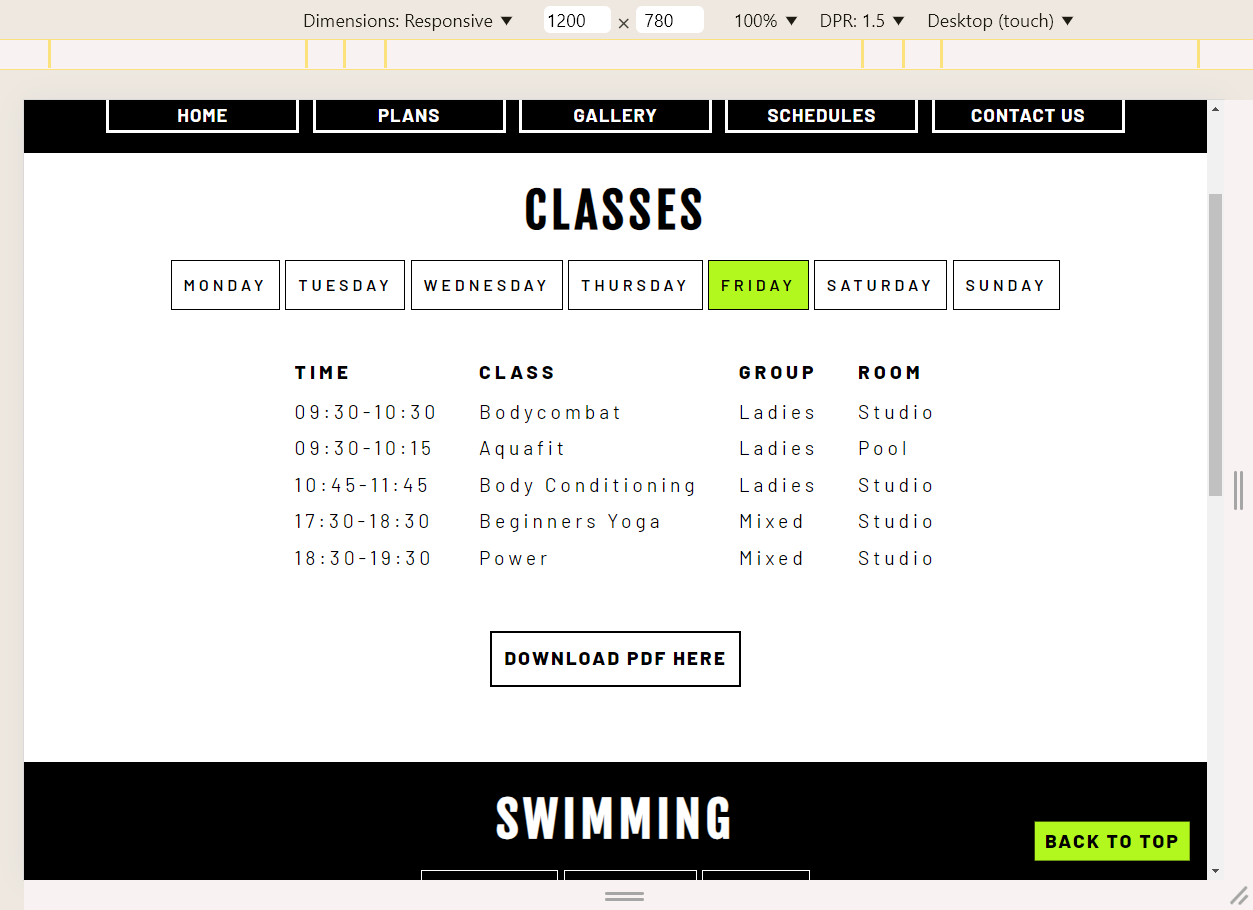 Dimensions: Responsive ▼ 1200 × 780 100% ▼ DPR: 1.5 ▼ Desktop (touch) ▼
HOME PLANS GALLERY SCHEDULES CONTACT US
CLASSES
MONDAY TUESDAY WEDNESDAY THURSDAY FRIDAY SATURDAY SUNDAY
TIME CLASS GROUP ROOM
09:30-10:30 Bodycombat Ladies Studio
09:30-10:15 Aquafit Ladies Pool
10:45-11:45 Body Conditioning Ladies Studio
17:30-18:30 Beginners Yoga Mixed Studio
18:30-19:30 Power Mixed Studio
DOWNLOAD PDF HERE
SWIMMING
BACK TO TOP